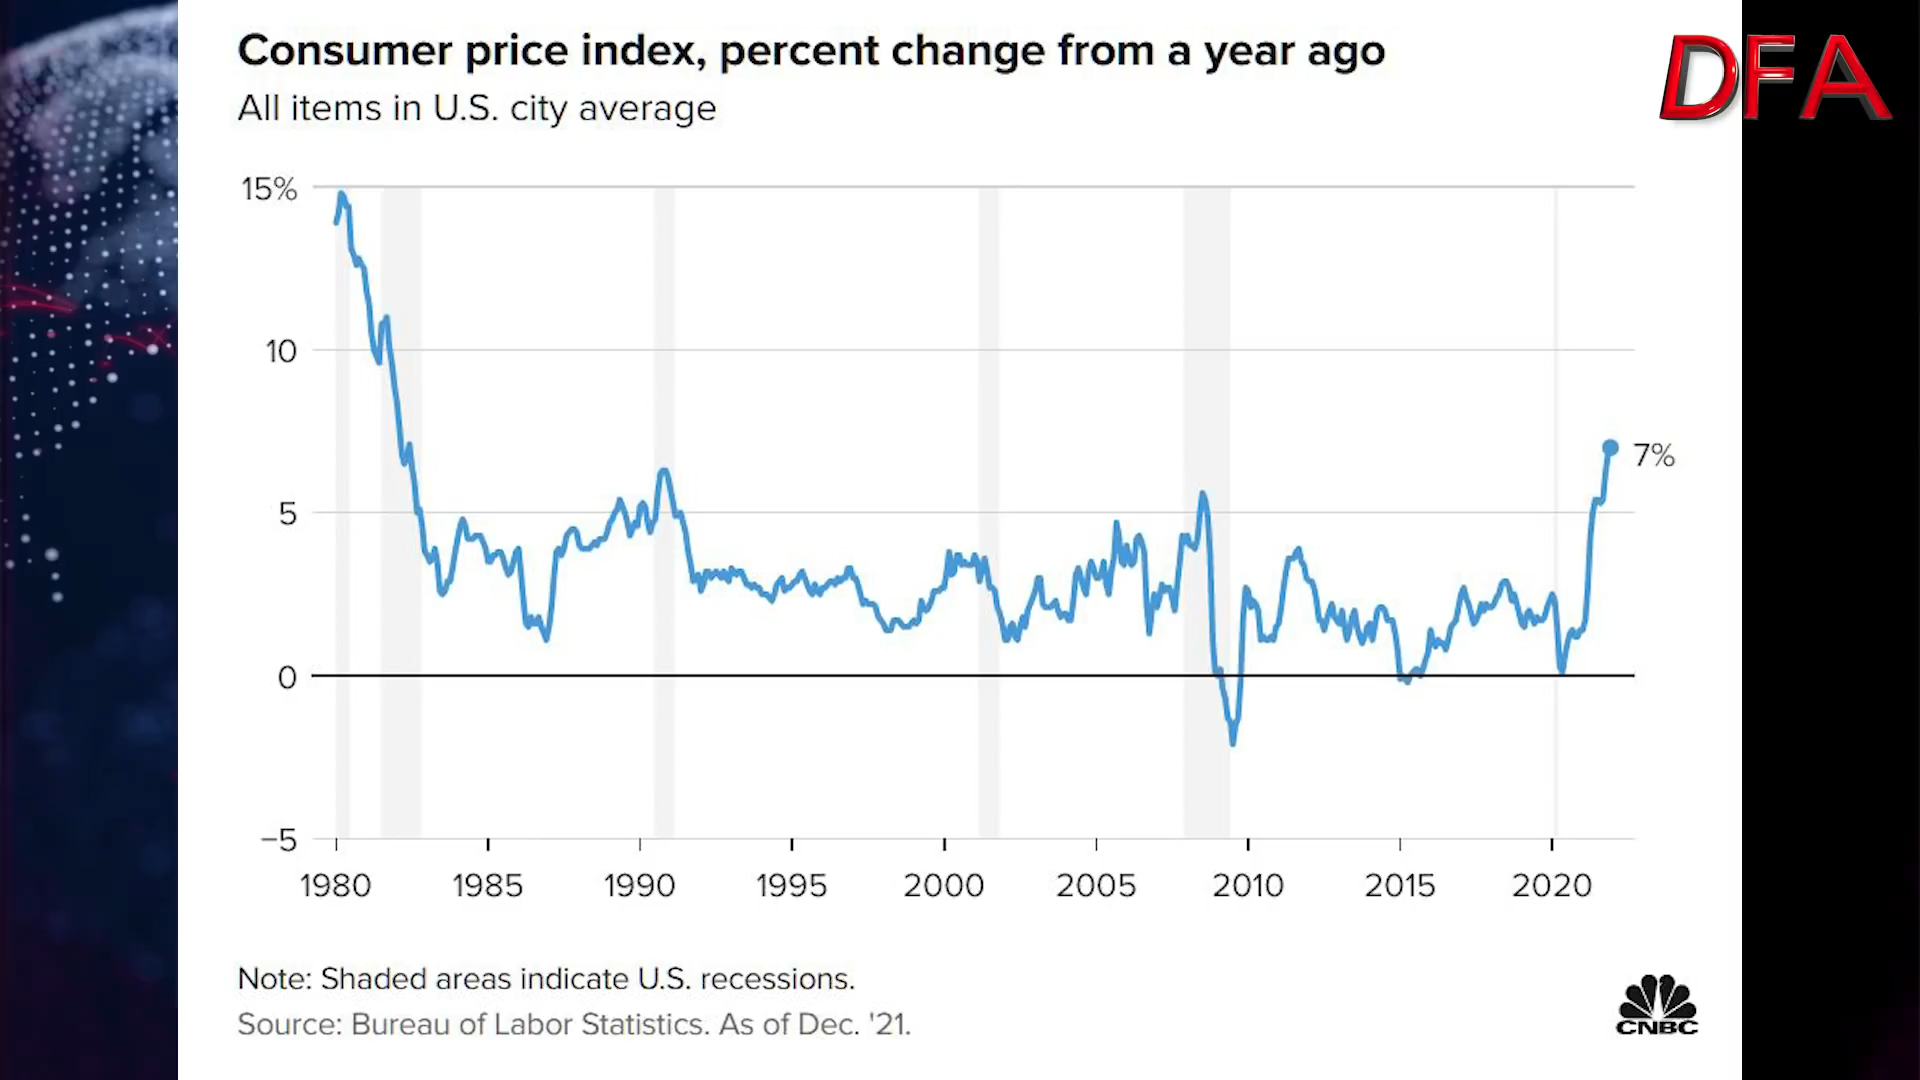 Consumer price index, percent change from a year ago
All items in U.S. city average
DFA
15%
10
5
0
−5
7%
1980 1985 1990 1995 2000 2005 2010 2015 2020
Note: Shaded areas indicate U.S. recessions.
Source: Bureau of Labor Statistics. As of Dec. '21.
CNBC